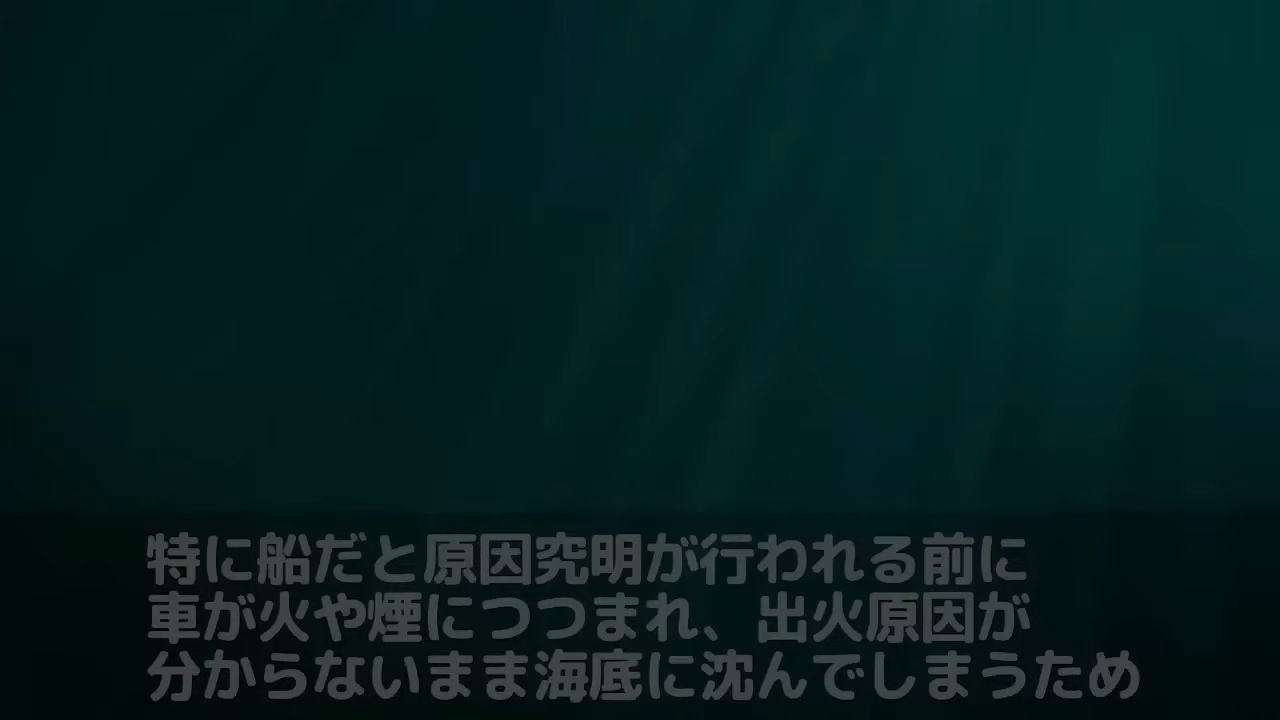 特に船だと原因究明が行われる前に
車が火や煙につつまれ、出火原因が
分からないまま海底に沈んでしまうため